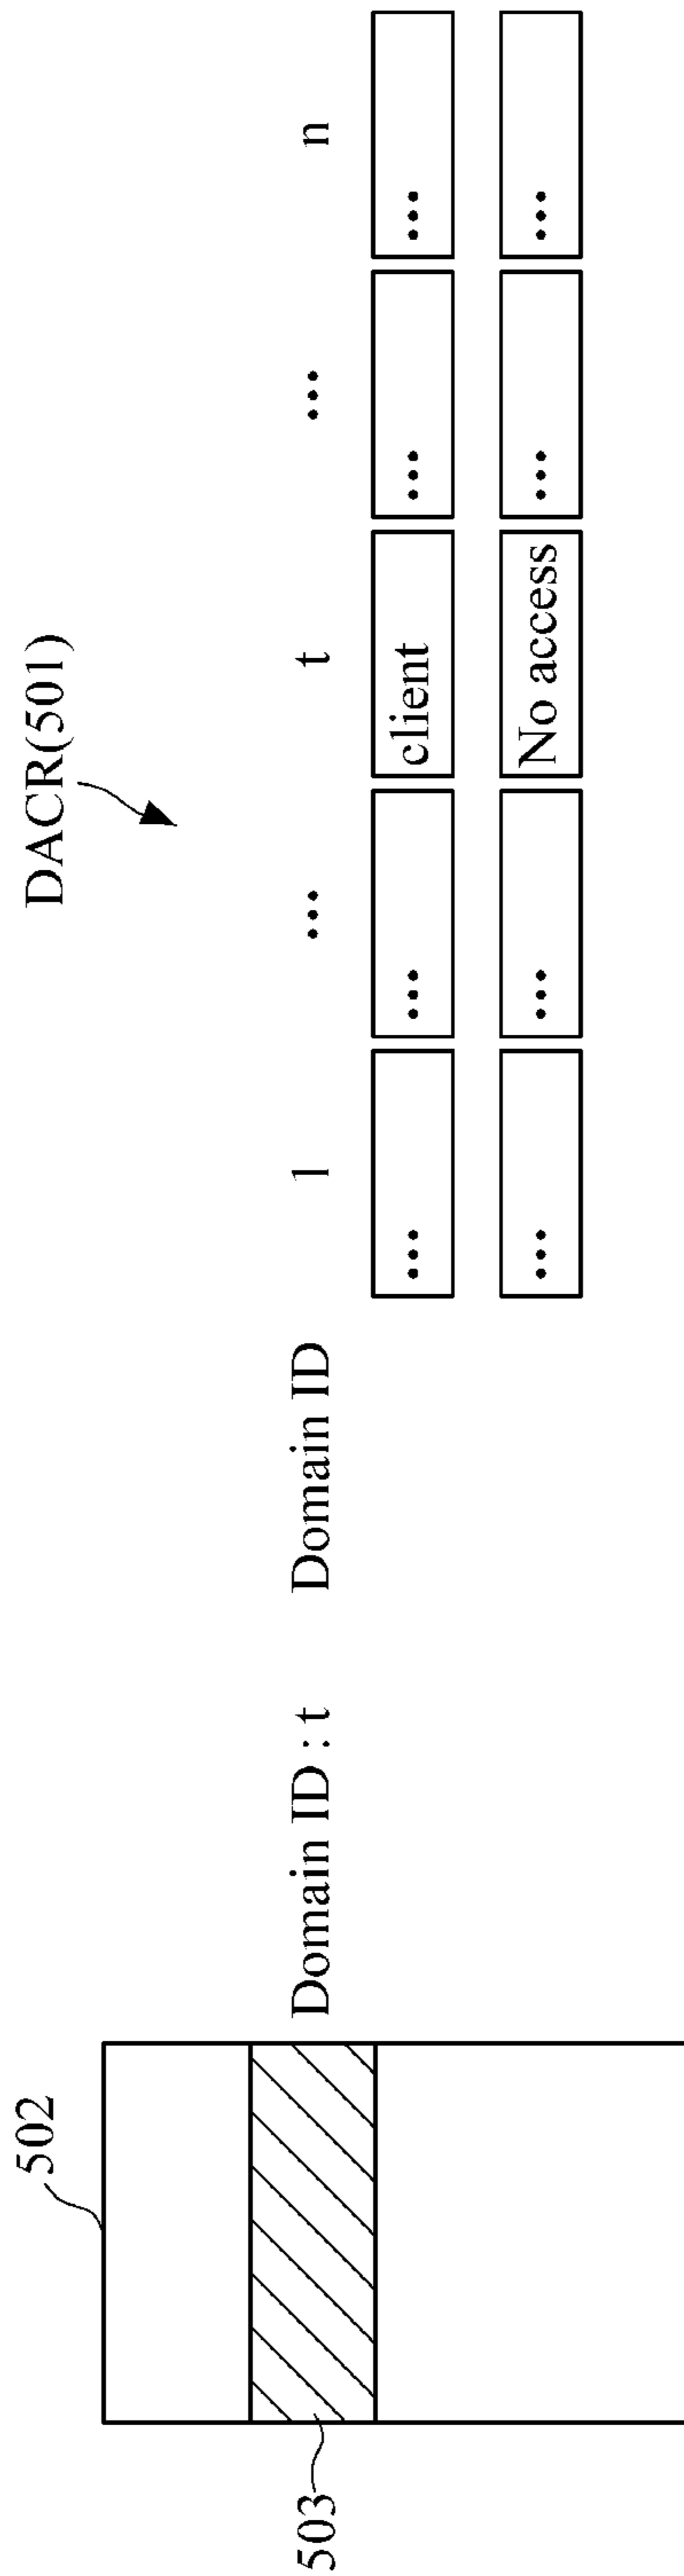 DACR(501)
502
503
Domain ID : t
Domain ID 1 ... t ... n
... ... client ... ...
... ... No access ... ...